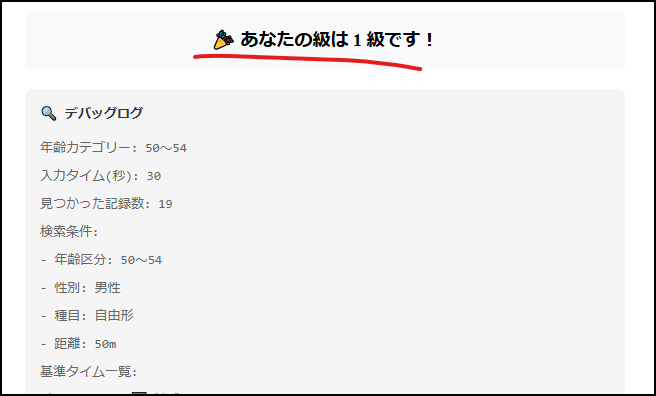 🎉 あなたの級は 1 級です！
🔍 デバッグログ
年齢カテゴリー: 50～54
入力タイム(秒): 30
見つかった記録数: 19
検索条件:
- 年齢区分: 50～54
- 性別: 男性
- 種目: 自由形
- 距離: 50m
基準タイム一覧: